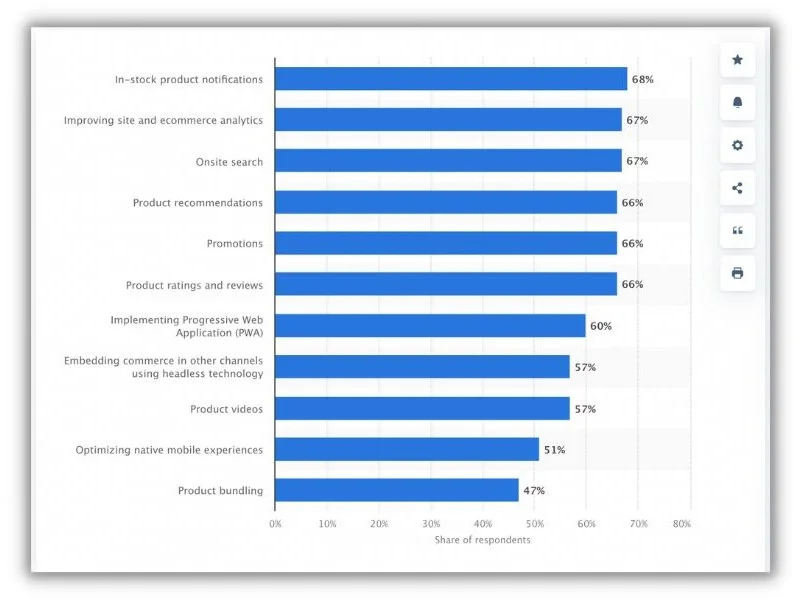 In-stock product notifications 68%
Improving site and ecommerce analytics 67%
Onsite search 67%
Product recommendations 66%
Promotions 66%
Product ratings and reviews 66%
Implementing Progressive Web
Application (PWA) 60%
Embedding commerce in other channels
using headless technology 57%
Product videos 57%
Optimizing native mobile experiences 51%
Product bundling 47%
0% 10% 20% 30% 40% 50% 60% 70% 80%
Share of respondents